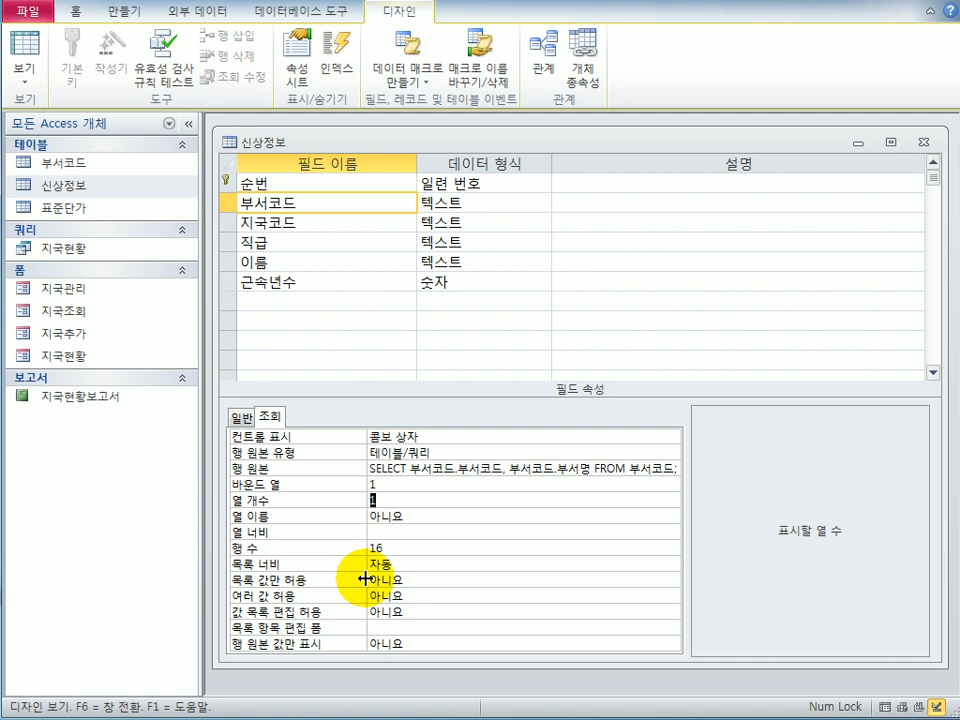 파일 홈 만들기 외부 데이터 데이터베이스 도구 디자인
보기
기본 키
작성기
유효성 검사 규칙 테스트
행 삽입
행 삭제
조회 수정
속성 시트
인덱스
데이터 매크로 만들기
매크로 이름 바꾸기/삭제
관계
개체 종속성
보기 도구 표시/숨기기 필드, 레코드 및 테이블 이벤트 관계
모든 Access 개체
테이블
부서코드
신상정보
표준단가
쿼리
지국현황
폼
지국관리
지국조회
지국추가
지국현황
보고서
지국현황보고서
신상정보
필드 이름 데이터 형식 설명
순번 일련 번호
부서코드 텍스트
지국코드 텍스트
직급 텍스트
이름 텍스트
근속년수 숫자
필드 속성
일반 조회
컨트롤 표시 콤보 상자
행 원본 유형 테이블/쿼리
행 원본 SELECT 부서코드.부서코드, 부서코드.부서명 FROM 부서코드;
바운드 열 1
열 개수 1
열 이름 아니요
열 너비
행 수 16
목록 너비 자동
목록 값만 허용 아니요
여러 값 허용 아니요
값 목록 편집 허용 아니요
목록 항목 편집 폼
행 원본 값만 표시 아니요
표시할 열 수
디자인 보기. F6 = 창 전환. F1 = 도움말. Num Lock